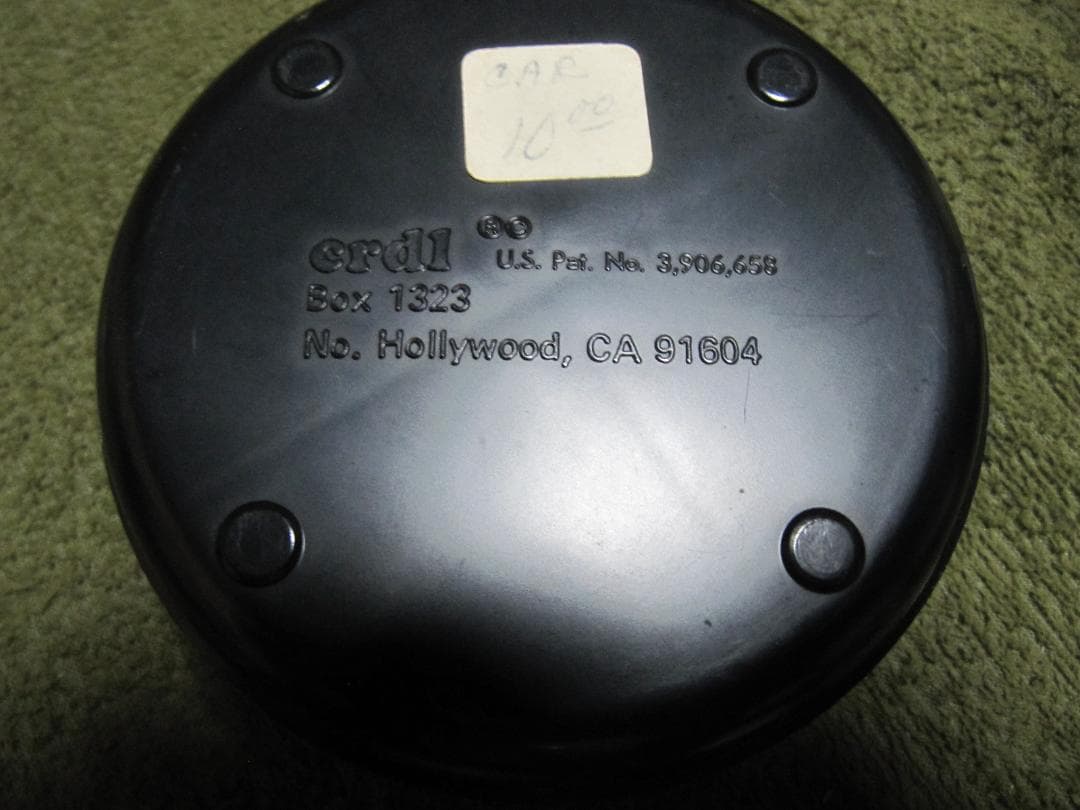 CAR
10 00
erdl ®©
U.S. Pat. No. 3,906,658
Box 1323
No. Hollywood, CA 91604